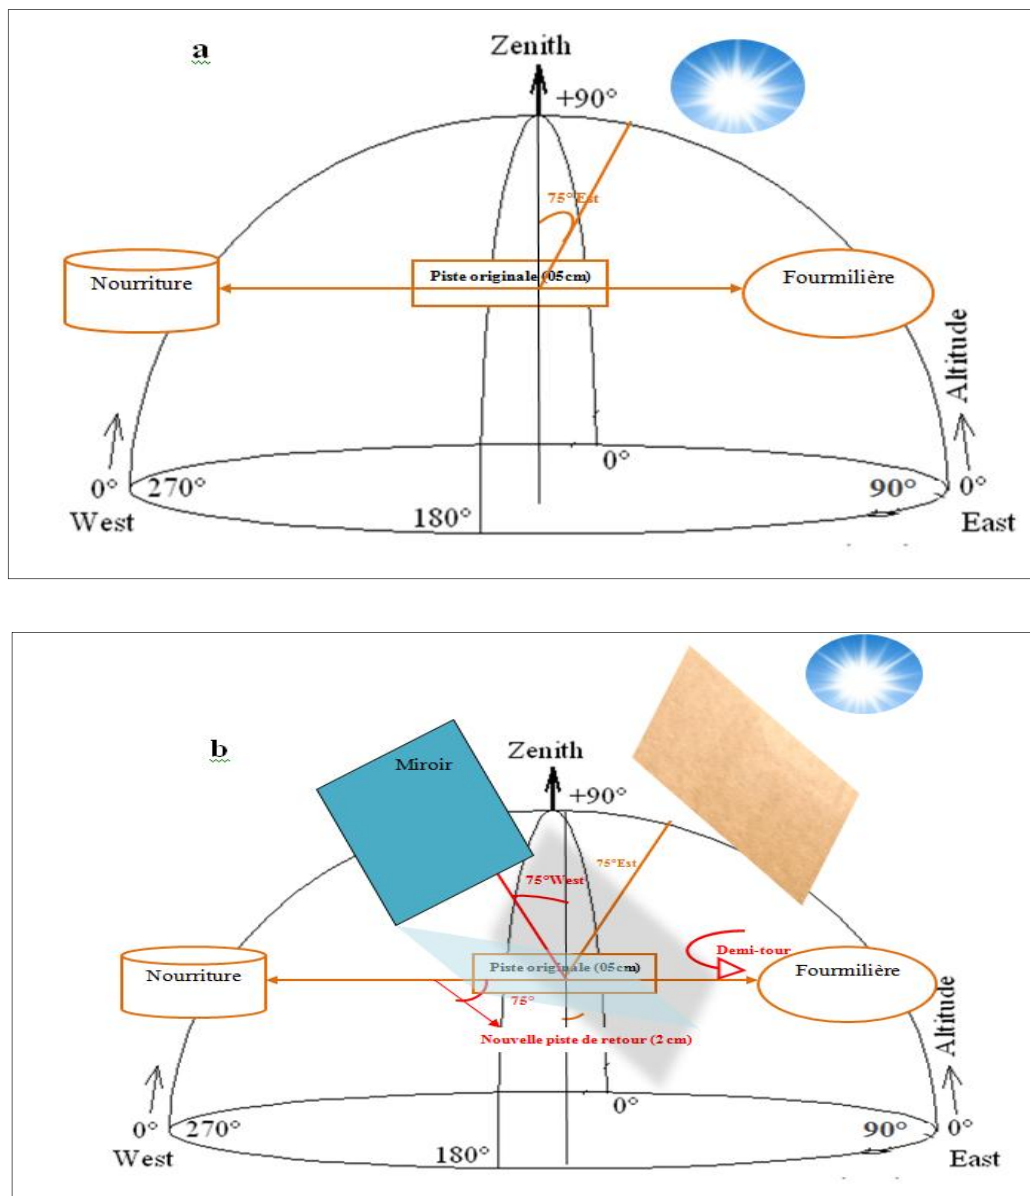 a
Zenith
+90°
75°Est
Nourriture
Piste originale (05cm)
Fourmilière
Altitude
0°
0°
270°
90°
0°
West
180°
East
b
Miroir
Zenith
+90°
75°Est
75°West
Demi-tour
Nourriture
Piste originale (05cm)
Fourmilière
75°
Nouvelle piste de retour (2 cm)
Altitude
0°
0°
270°
90°
0°
West
180°
East